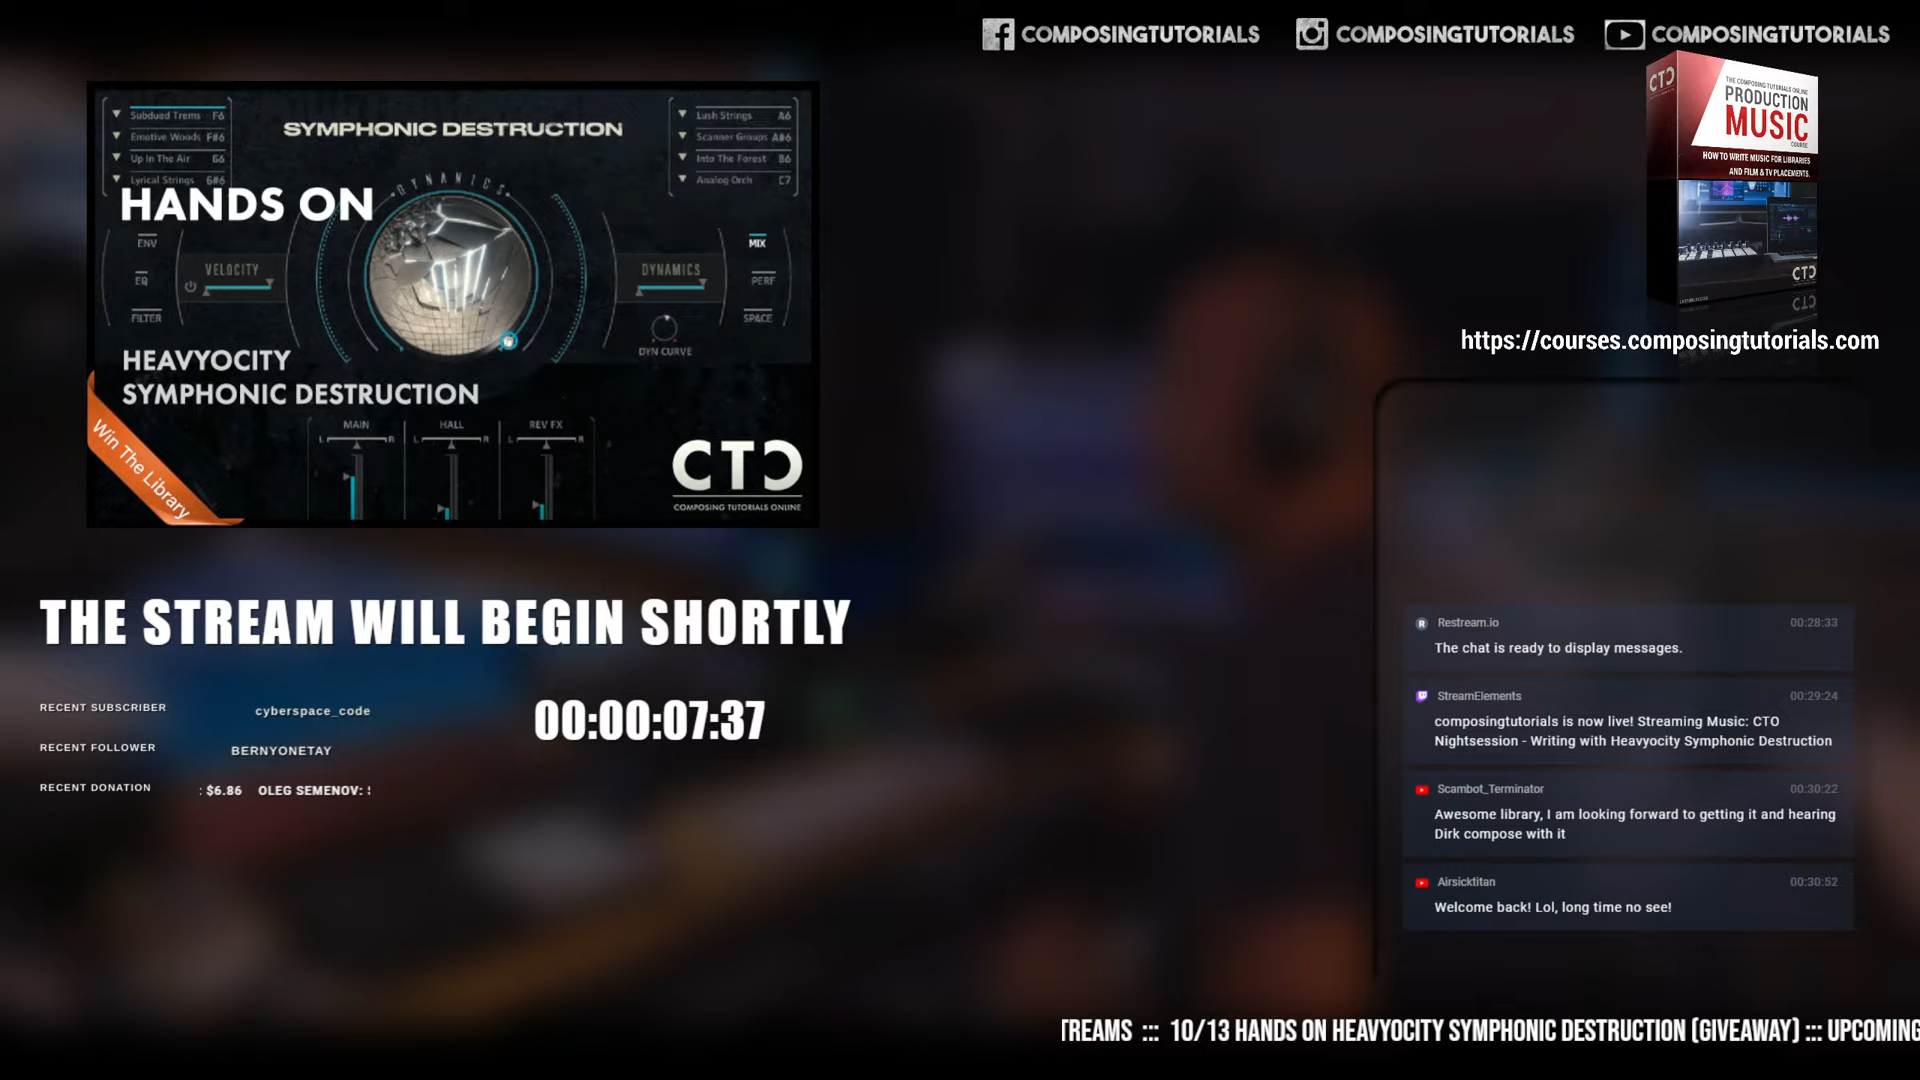 COMPOSINGTUTORIALS
COMPOSINGTUTORIALS
COMPOSINGTUTORIALS
CTO
THE COMPOSING TUTORIALS ONLINE
PRODUCTION
MUSIC
COURSE
HOW TO WRITE MUSIC FOR LIBRARIES
AND FILM & TV PLACEMENTS.
CTO
https://courses.composingtutorials.com
Subdued Trems F6
Emotive Woods F#6
Up In The Air G6
Lyrical Strings G#6
SYMPHONIC DESTRUCTION
Lush Strings A6
Scanner Groups A#6
Into The Forest B6
Analog Orch C7
HANDS ON
DYNAMICS
ENV
EQ
FILTER
VELOCITY
DYNAMICS
DYN CURVE
MIX
PERF
SPACE
HEAVYOCITY
SYMPHONIC DESTRUCTION
Win The Library
MAIN
L R
HALL
L R
REV FX
L R
CTO
COMPOSING TUTORIALS ONLINE
THE STREAM WILL BEGIN SHORTLY
RECENT SUBSCRIBER cyberspace_code
RECENT FOLLOWER BERNYONETAY
RECENT DONATION : $6.86 OLEG SEMENOV:
00:00:07:37
Restream.io 00:28:33
The chat is ready to display messages.
StreamElements 00:29:24
composingtutorials is now live! Streaming Music: CTO
Nightsession - Writing with Heavyocity Symphonic Destruction
Scambot_Terminator 00:30:22
Awesome library, I am looking forward to getting it and hearing
Dirk compose with it
Airsicktitan 00:30:52
Welcome back! Lol, long time no see!
TREAMS ::: 10/13 HANDS ON HEAVYOCITY SYMPHONIC DESTRUCTION (GIVEAWAY) ::: UPCOMING